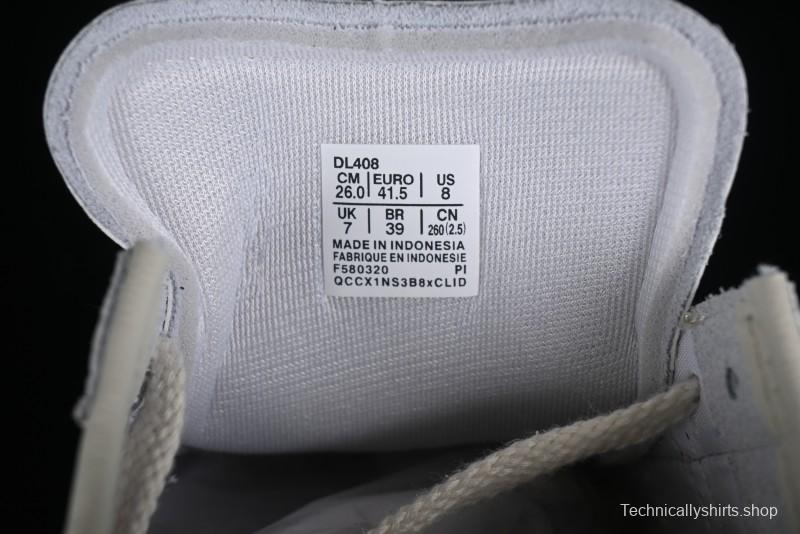 DL408
CM EURO US
26.0 41.5 8
UK BR CN
7 39 260(2.5)
MADE IN INDONESIA
FABRIQUE EN INDONESIE
F580320 PI
QCCX1NS3B8xCLID
Technicallyshirts.shop